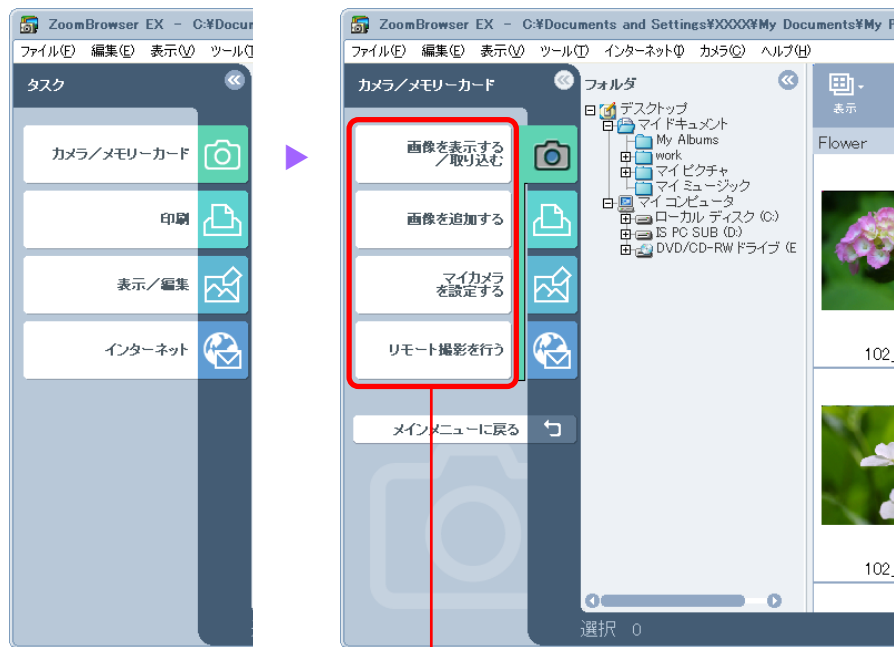 ZoomBrowser EX - C:¥Docur
ファイル(F) 編集(E) 表示(V) ツール(T
タスク
カメラ/メモリーカード
印刷
表示/編集
インターネット
ZoomBrowser EX - C:¥Documents and Settings¥XXXX¥My Documents¥My P
ファイル(F) 編集(E) 表示(V) ツール(T) インターネット(I) カメラ(C) ヘルプ(H)
カメラ/メモリーカード
画像を表示する
/取り込む
画像を追加する
マイカメラ
を設定する
リモート撮影を行う
メインメニューに戻る
フォルダ
デスクトップ
マイ ドキュメント
My Albums
work
マイ ピクチャ
マイ ミュージック
マイ コンピュータ
ローカル ディスク (C:)
IS PC SUB (D:)
DVD/CD-RW ドライブ (E
選択 0
表示
Flower
102_
102_